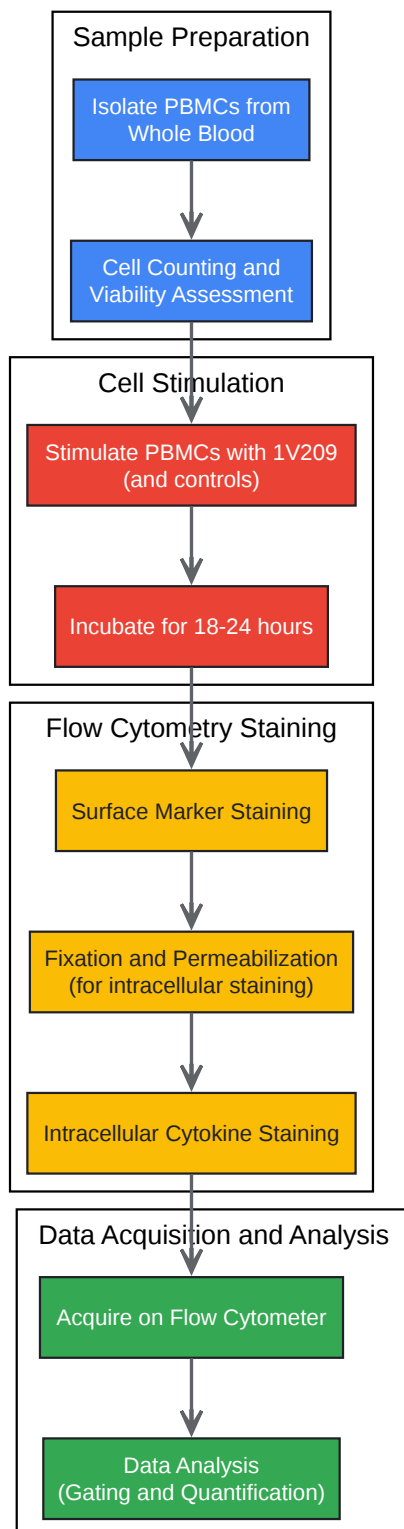 Sample Preparation
Isolate PBMCs from
Whole Blood
Cell Counting and
Viability Assessment
Cell Stimulation
Stimulate PBMCs with 1V209
(and controls)
Incubate for 18-24 hours
Flow Cytometry Staining
Surface Marker Staining
Fixation and Permeabilization
(for intracellular staining)
Intracellular Cytokine Staining
Data Acquisition and Analysis
Acquire on Flow Cytometer
Data Analysis
(Gating and Quantification)